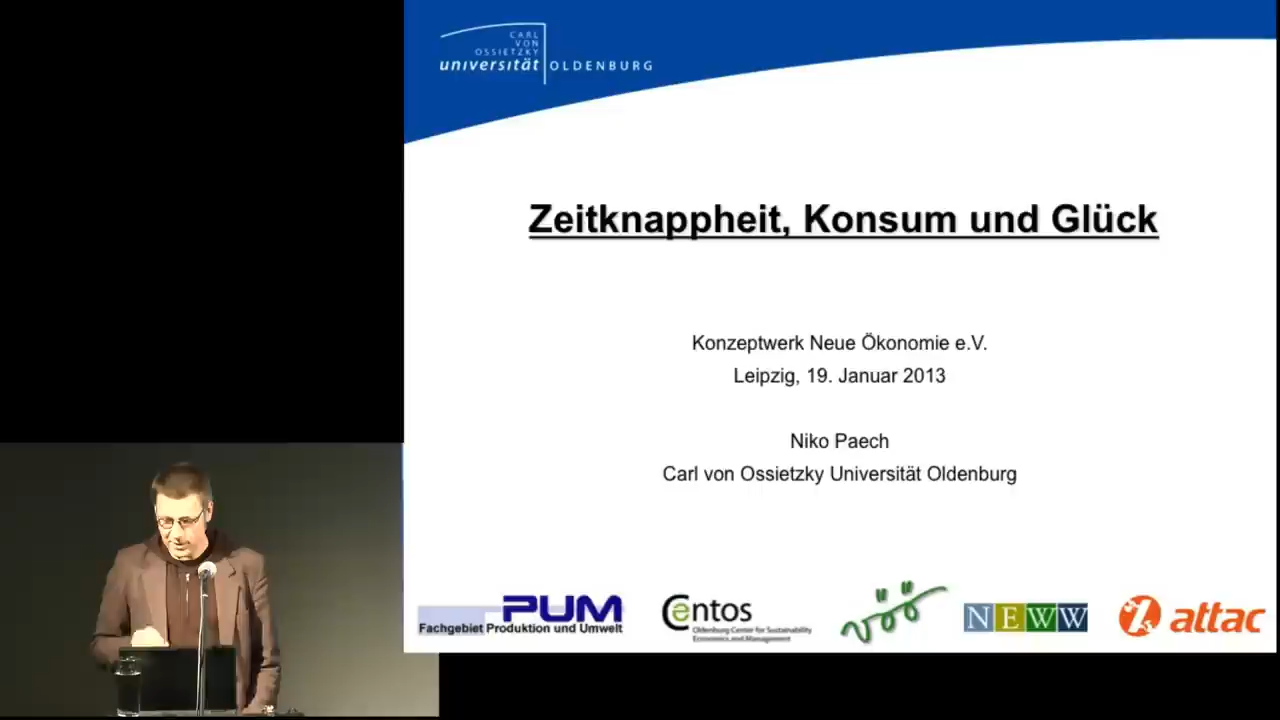 CARL
VON
OSSIETZKY
universität OLDENBURG
Zeitknappheit, Konsum und Glück
Konzeptwerk Neue Ökonomie e.V.
Leipzig, 19. Januar 2013
Niko Paech
Carl von Ossietzky Universität Oldenburg
PUM
Fachgebiet Produktion und Umwelt
Centos
Oldenburg Center for Sustainability
Economics and Management
vöö
NEWW
attac